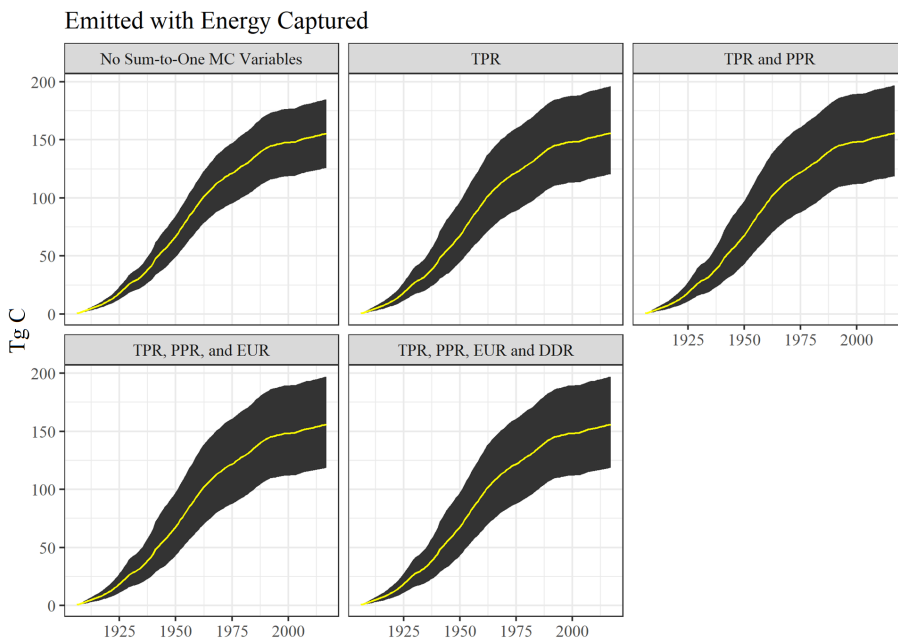 Emitted with Energy Captured
No Sum-to-One MC Variables
TPR
TPR and PPR
200
150
100
50
0
1925 1950 1975 2000
Tg C
TPR, PPR, and EUR
TPR, PPR, EUR and DDR
200
150
100
50
0
1925 1950 1975 2000
1925 1950 1975 2000